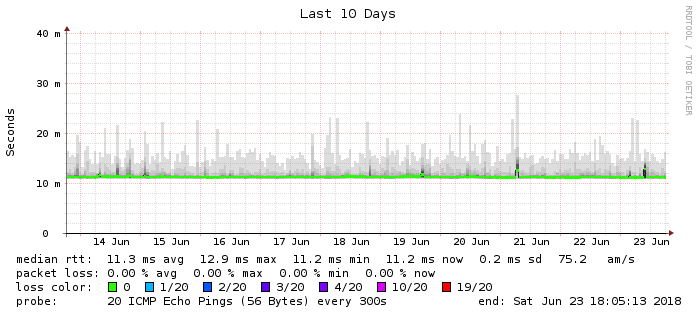 Last 10 Days
RRDTOOL / TOBI OETIKER
Seconds
40 m
30 m
20 m
10 m
0
14 Jun 15 Jun 16 Jun 17 Jun 18 Jun 19 Jun 20 Jun 21 Jun 22 Jun 23 Jun
median rtt: 11.3 ms avg 12.9 ms max 11.2 ms min 11.2 ms now 0.2 ms sd 75.2 am/s
packet loss: 0.00 % avg 0.00 % max 0.00 % min 0.00 % now
loss color: 0 1/20 2/20 3/20 4/20 10/20 19/20
probe: 20 ICMP Echo Pings (56 Bytes) every 300s end: Sat Jun 23 18:05:13 2018